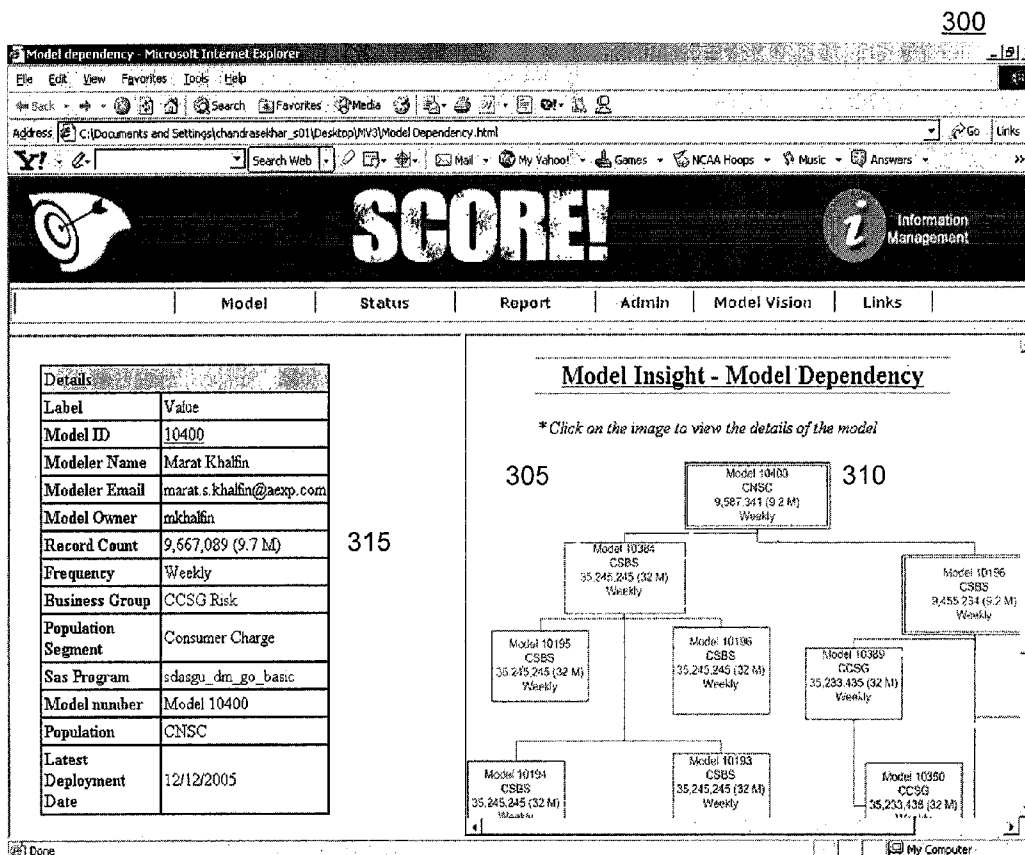 300
Model dependency - Microsoft Internet Explorer
File Edit View Favorites Tools Help
Back Search Favorites Media
Address C:\Documents and Settings\chandrasekhar_s01\Desktop\MV3\Model Dependency.html Go Links
Y! Search Web Mail My Yahoo! Games NCAA Hoops Music Answers »
SCORE!
i Information
Management
Model Status Report Admin Model Vision Links
Details
Label Value
Model ID 10400
Modeler Name Marat Khalfin
Modeler Email marat.s.khalfin@aexp.com
Model Owner mkhalfin
Record Count 9,667,089 (9.7 M)
Frequency Weekly
Business Group CCSG Risk
Population
Segment Consumer Charge
Sas Program sdasgu_dm_go_basic
Model number Model 10400
Population CNSC
Latest
Deployment
Date 12/12/2005
315
Model Insight - Model Dependency
*Click on the image to view the details of the model
305
310
Model 10400
CNSC
9,587,341 (9.2 M)
Weekly
Model 10384
CSBS
35,245,245 (32 M)
Weekly
Model 10196
CSBS
9,455,234 (9.2 M)
Weekly
Model 10195
CSBS
35,245,245 (32 M)
Weekly
Model 10196
CSBS
35,245,245 (32 M)
Weekly
Model 10389
CCSG
35,233,435 (32 M)
Weekly
Model 10194
CSBS
35,245,245 (32 M)
Weekly
Model 10193
CSBS
35,245,245 (32 M)
Weekly
Model 10350
CCSG
35,233,438 (32 M)
Done
My Computer